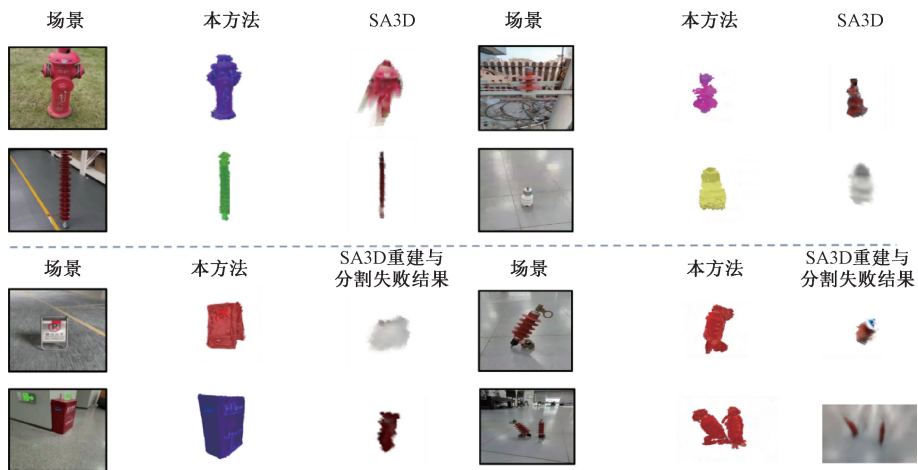 场景 本方法 SA3D 场景 本方法 SA3D
场景 本方法 SA3D重建与 场景 本方法 SA3D重建与
分割失败结果 分割失败结果